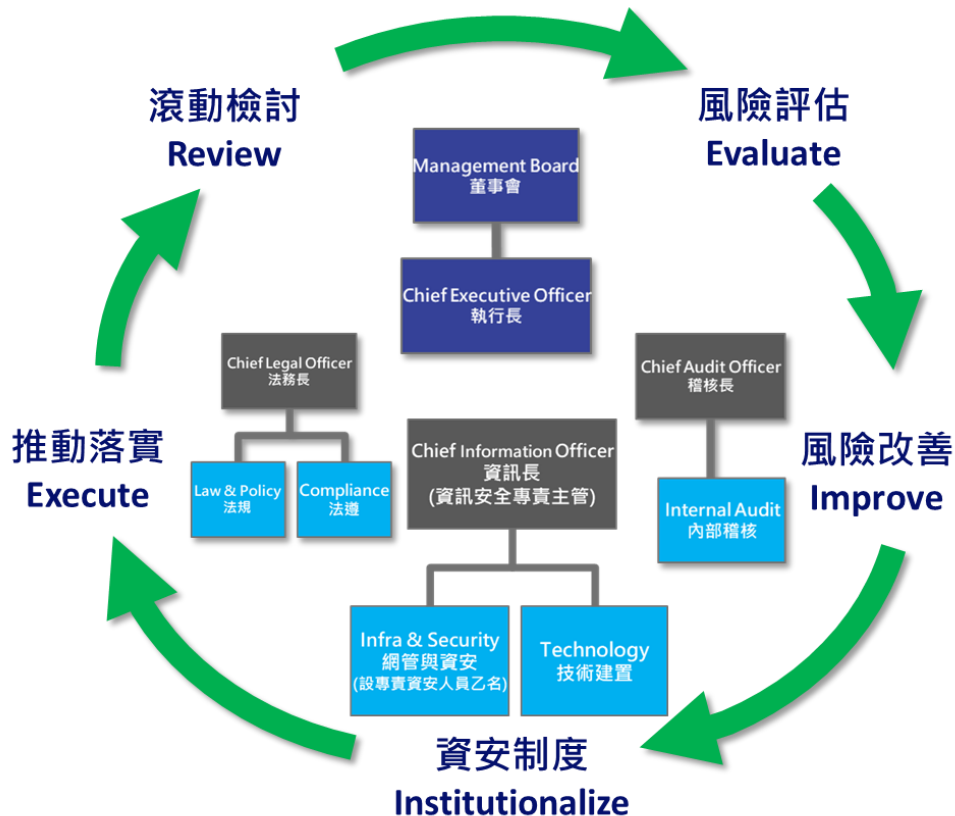 滾動檢討
Review
風險評估
Evaluate
Management Board
董事會
Chief Executive Officer
執行長
Chief Legal Officer
法務長
Chief Audit Officer
稽核長
推動落實
Execute
Law & Policy
法規
Compliance
法遵
Chief Information Officer
資訊長
(資訊安全專責主管)
Internal Audit
內部稽核
風險改善
Improve
Infra & Security
網管與資安
(設專責資安人員乙名)
Technology
技術建置
資安制度
Institutionalize